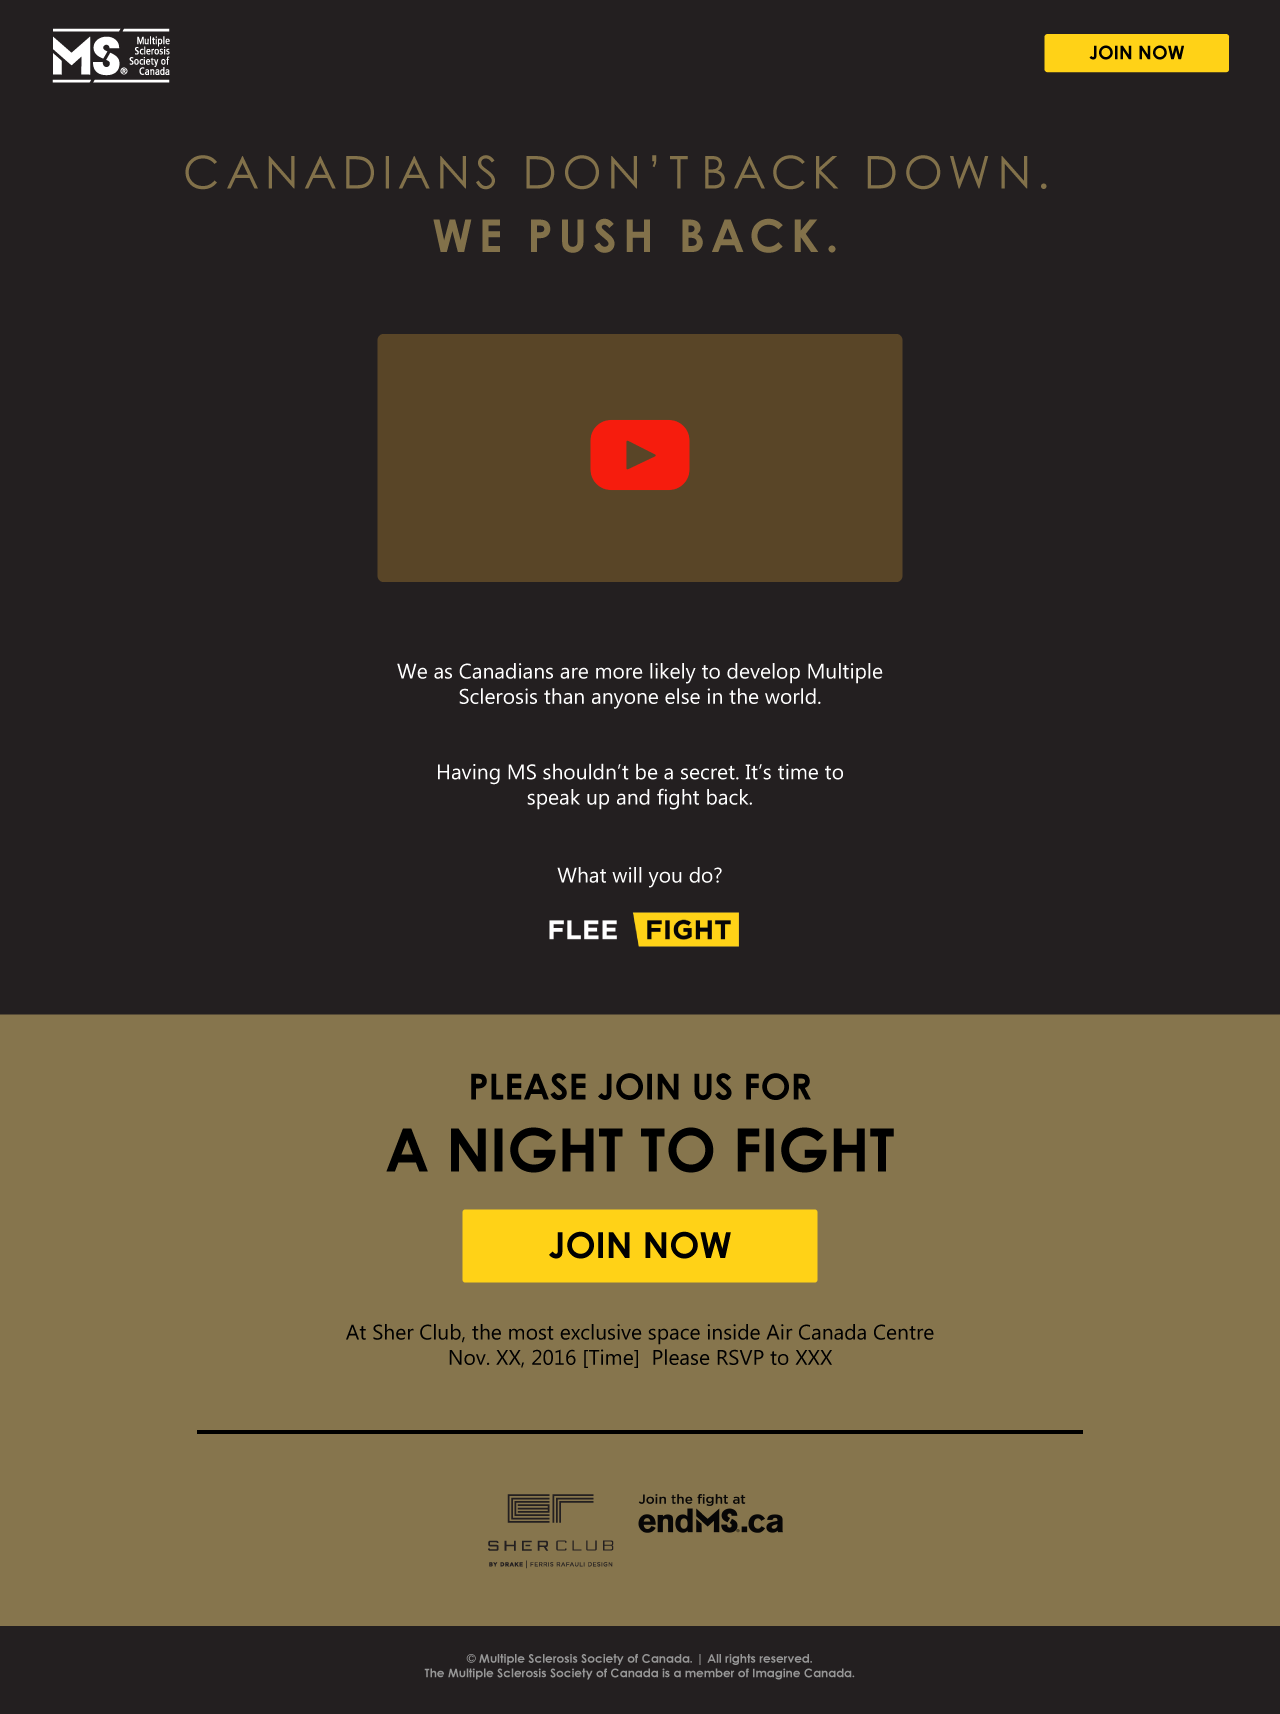 MS®
Multiple
Sclerosis
Society of
Canada
JOIN NOW
CANADIANS DON’T BACK DOWN.
WE PUSH BACK.
We as Canadians are more likely to develop Multiple
Sclerosis than anyone else in the world.
Having MS shouldn’t be a secret. It’s time to
speak up and fight back.
What will you do?
FLEE FIGHT
PLEASE JOIN US FOR
A NIGHT TO FIGHT
JOIN NOW
At Sher Club, the most exclusive space inside Air Canada Centre
Nov. XX, 2016 [Time]  Please RSVP to XXX
SHERCLUB
BY DRAKE | FERRIS RAFAULI DESIGN
Join the fight at
endMS.ca
© Multiple Sclerosis Society of Canada. | All rights reserved.
The Multiple Sclerosis Society of Canada is a member of Imagine Canada.